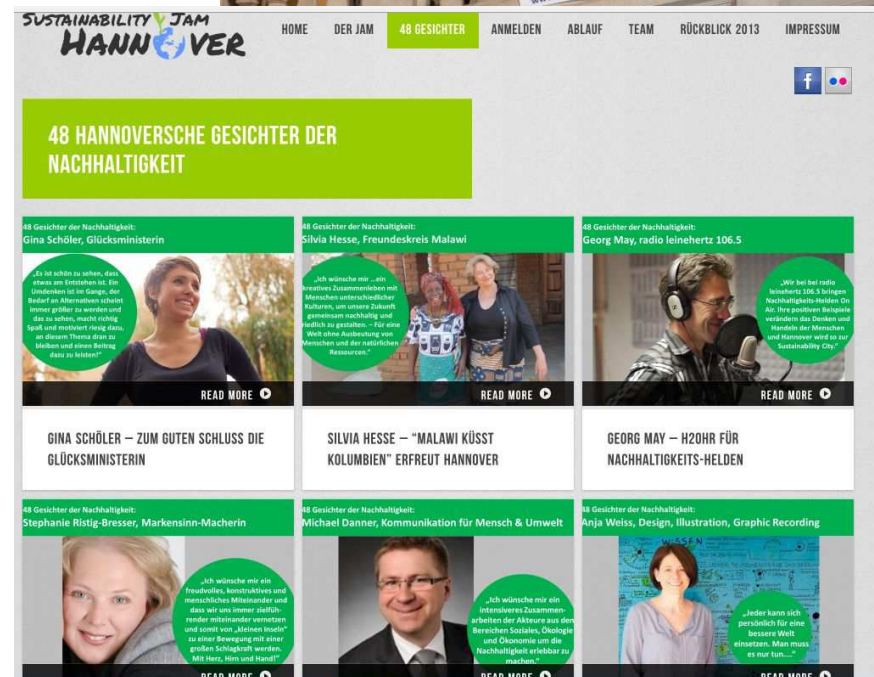 SUSTAINABILITY JAM
HANNOVER
HOME DER JAM 48 GESICHTER ANMELDEN ABLAUF TEAM RÜCKBLICK 2013 IMPRESSUM
f
48 HANNOVERSCHE GESICHTER DER
NACHHALTIGKEIT
48 Gesichter der Nachhaltigkeit:
Gina Schöler, Glücksministerin
„Es ist schön zu sehen, dass
etwas am Entstehen ist. Ein
Umdenken ist im Gange, der
Bedarf an Alternativen scheint
immer größer zu werden und
das zu sehen, macht richtig
Spaß und motiviert riesig dazu,
an diesem Thema dran zu
bleiben und einen Beitrag
dazu zu leisten!"
READ MORE
GINA SCHÖLER – ZUM GUTEN SCHLUSS DIE
GLÜCKSMINISTERIN
48 Gesichter der Nachhaltigkeit:
Silvia Hesse, Freundeskreis Malawi
„Ich wünsche mir ...ein
kreatives Zusammenleben mit
Menschen unterschiedlicher
Kulturen, um unsere Zukunft
gemeinsam nachhaltig und
friedlich zu gestalten. – Für eine
Welt ohne Ausbeutung von
Menschen und der natürlichen
Ressourcen."
READ MORE
SILVIA HESSE – "MALAWI KÜSST
KOLUMBIEN" ERFREUT HANNOVER
48 Gesichter der Nachhaltigkeit:
Georg May, radio leinehertz 106.5
„Wir bei bei radio
leinehertz 106.5 bringen
Nachhaltigkeits-Helden On
Air. Ihre positiven Beispiele
verändern das Denken und
Handeln der Menschen
und Hannover wird so zur
Sustainability City."
READ MORE
GEORG MAY – H2OHR FÜR
NACHHALTIGKEITS-HELDEN
48 Gesichter der Nachhaltigkeit:
Stephanie Ristig-Bresser, Markensinn-Macherin
„Ich wünsche mir ein
freudvolles, konstruktives und
menschliches Miteinander und
dass wir uns immer zielfüh-
render miteinander vernetzen
und somit von „kleinen Inseln"
zu einer Bewegung mit einer
großen Schlagkraft werden.
Mit Herz, Hirn und Hand!"
READ MORE
48 Gesichter der Nachhaltigkeit:
Michael Danner, Kommunikation für Mensch & Umwelt
„Ich wünsche mir ein
intensiveres Zusammen-
arbeiten der Akteure aus den
Bereichen Soziales, Ökologie
und Ökonomie um die
Nachhaltigkeit erlebbar zu
machen."
READ MORE
48 Gesichter der Nachhaltigkeit:
Anja Weiss, Design, Illustration, Graphic Recording
WISSEN
„Jeder kann sich
persönlich für eine
bessere Welt
einsetzen. Man muss
es nur tun...."
READ MORE